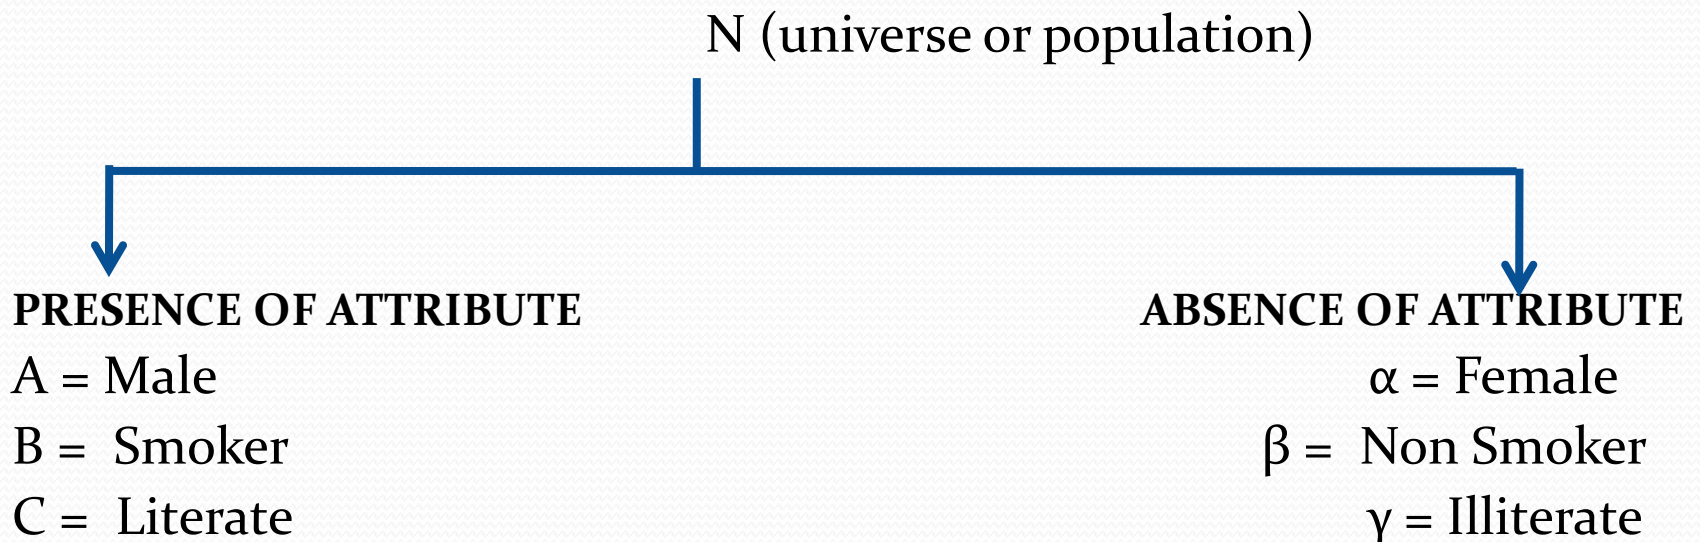 N (universe or population)
PRESENCE OF ATTRIBUTE
A = Male
B = Smoker
C = Literate
ABSENCE OF ATTRIBUTE
α = Female
β = Non Smoker
γ = Illiterate